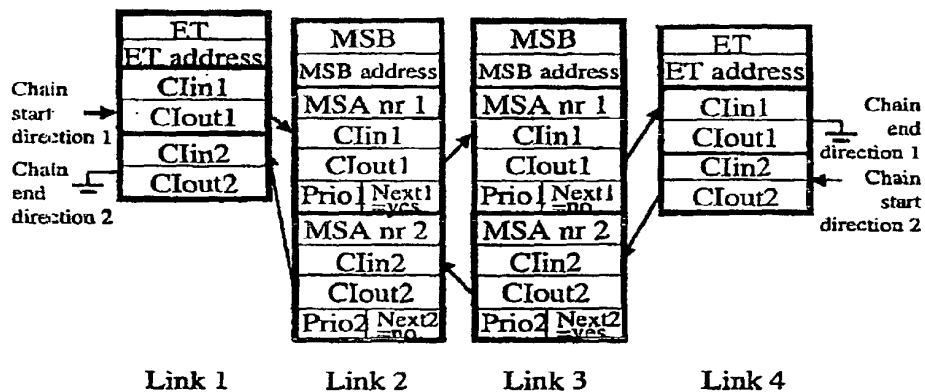 ET
ET address
CIin1
CIout1
CIin2
CIout2
Chain
start
direction 1
Chain
end
direction 2
MSB
MSB address
MSA nr 1
CIin1
CIout1
Prio1 Next1
=yes
MSA nr 2
CIin2
CIout2
Prio2 Next2
=no
MSB
MSB address
MSA nr 1
CIin1
CIout1
Prio1 Next1
=no
MSA nr 2
CIin2
CIout2
Prio2 Next2
=yes
ET
ET address
CIin1
CIout1
CIin2
CIout2
Chain
end
direction 1
Chain
start
direction 2
Link 1 Link 2 Link 3 Link 4